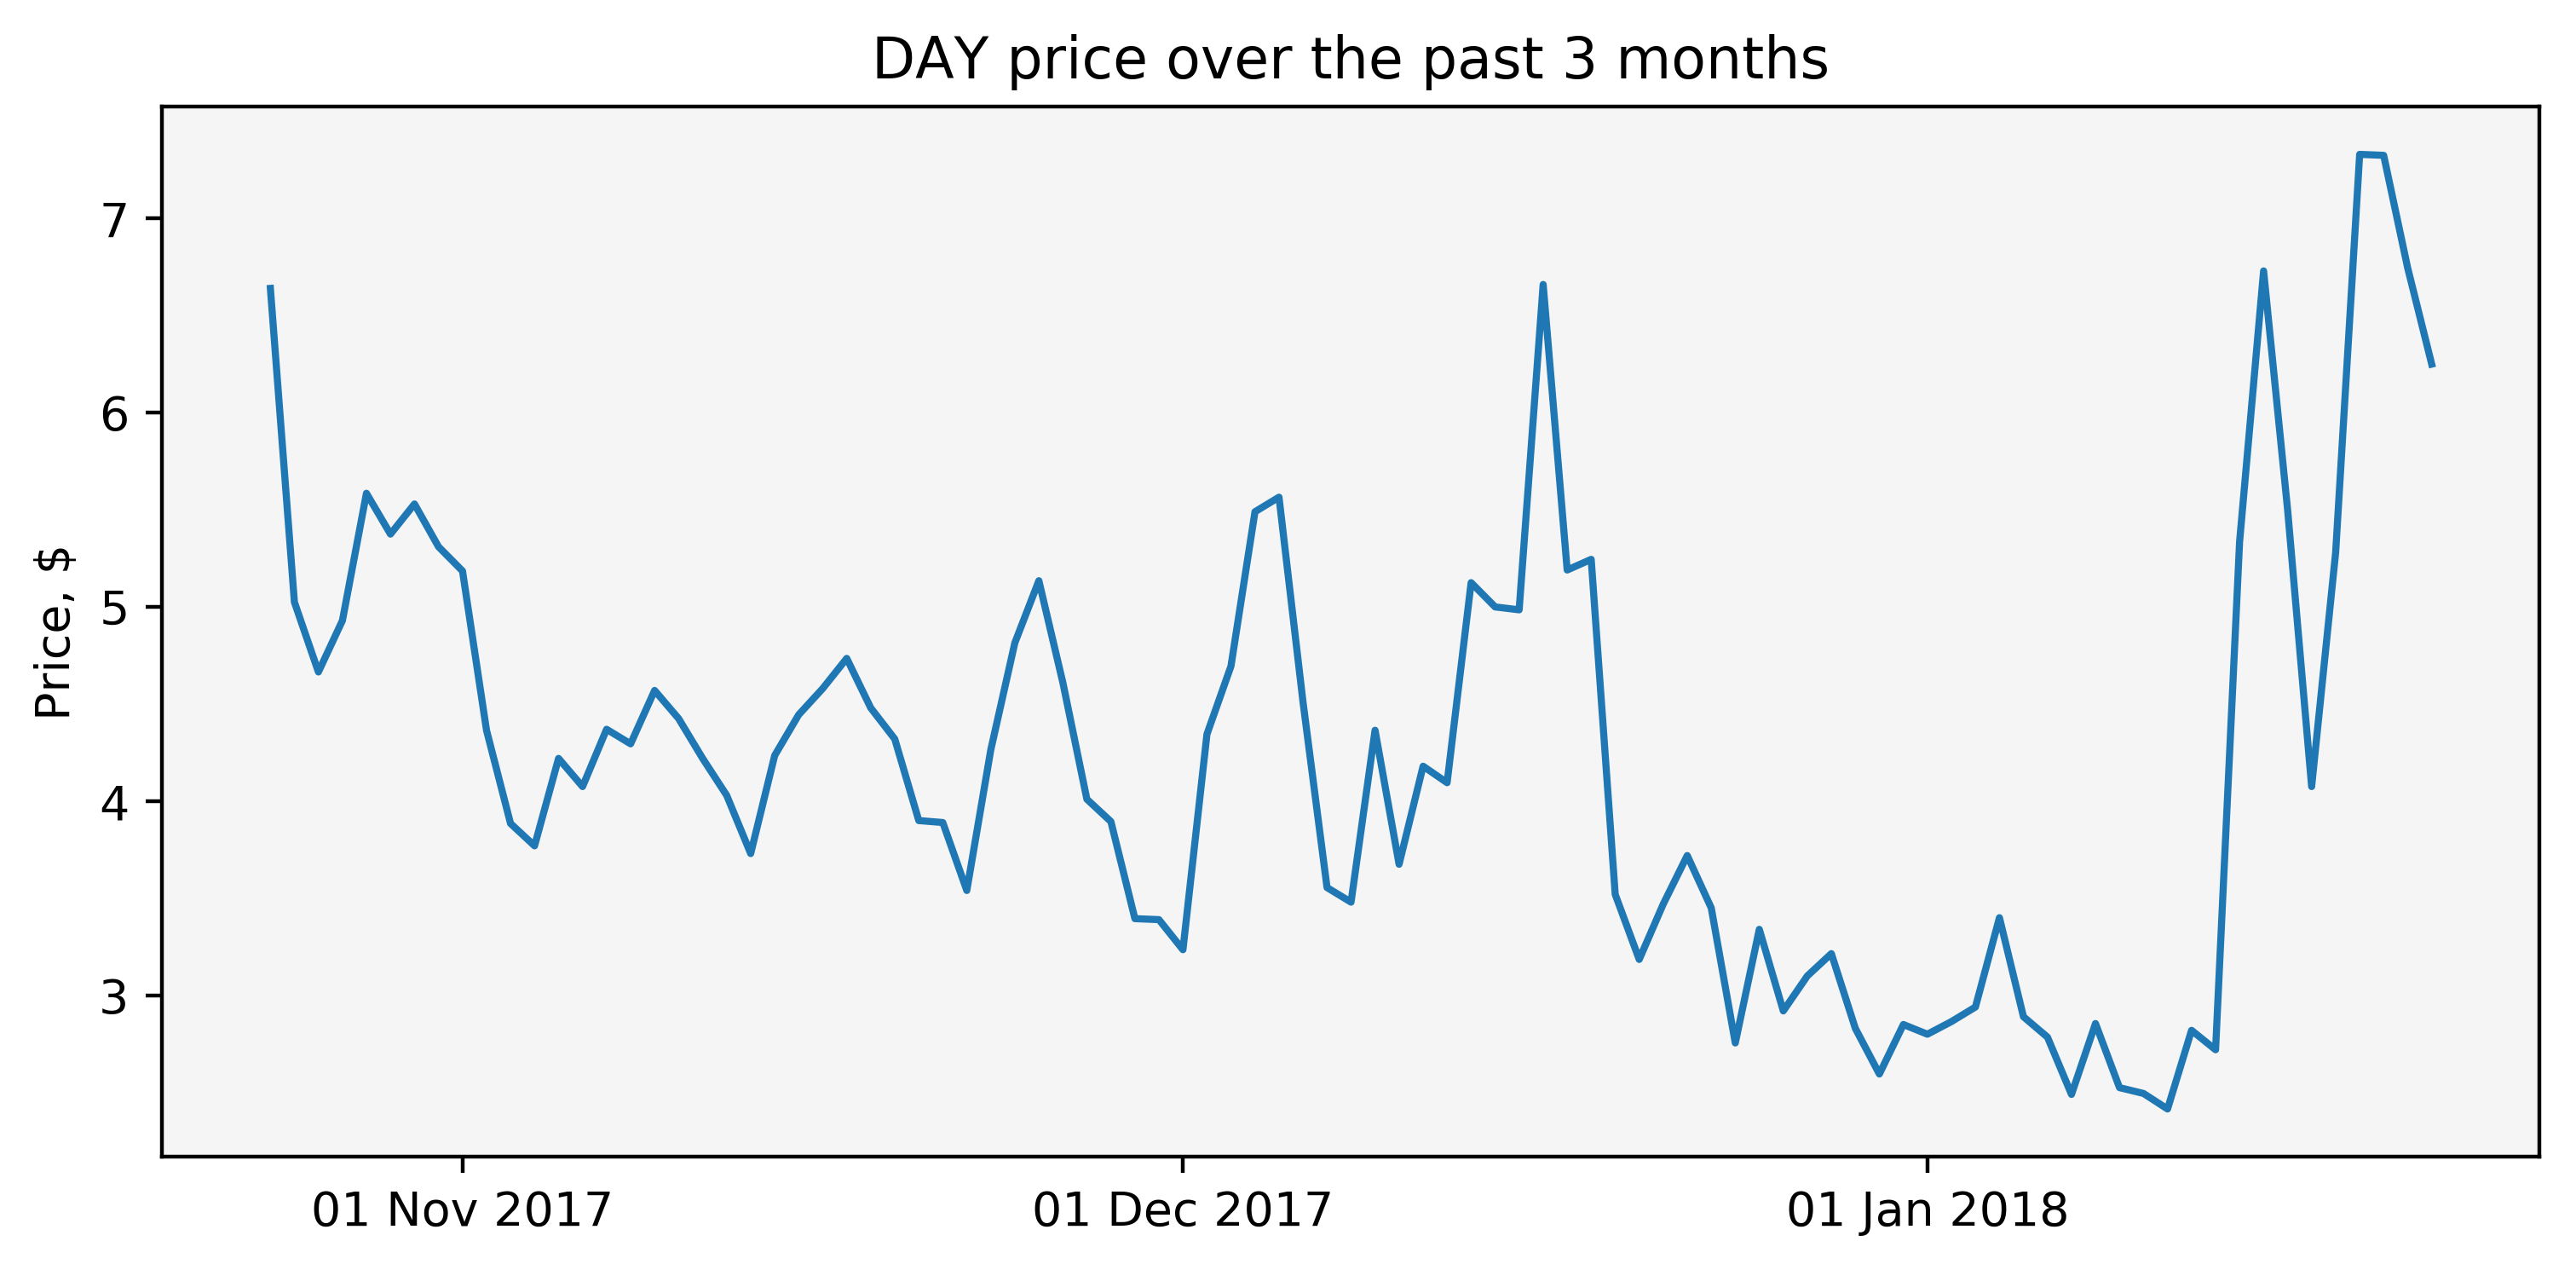 DAY price over the past 3 months
Price, $
7
6
5
4
3
01 Nov 2017
01 Dec 2017
01 Jan 2018